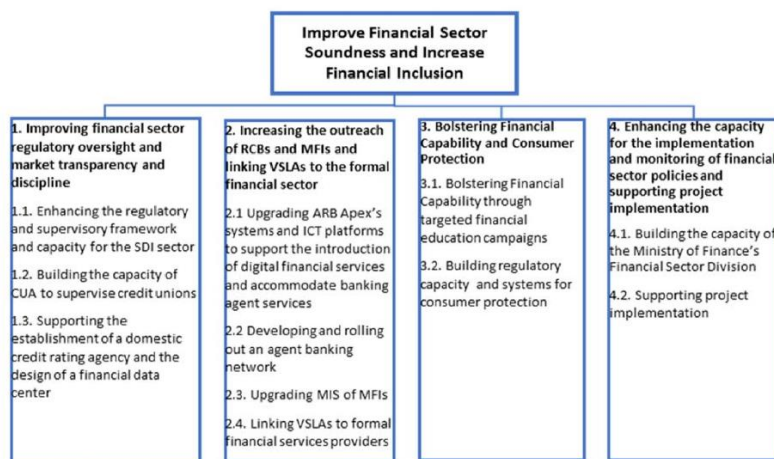 Improve Financial Sector
Soundness and Increase
Financial Inclusion
1. Improving financial sector
regulatory oversight and
market transparency and
discipline
1.1. Enhancing the regulatory
and supervisory framework
and capacity for the SDI sector
1.2. Building the capacity of
CUA to supervise credit unions
1.3. Supporting the
establishment of a domestic
credit rating agency and the
design of a financial data
center
2. Increasing the outreach
of RCBs and MFIs and
linking VSLAs to the formal
financial sector
2.1 Upgrading ARB Apex's
systems and ICT platforms
to support the introduction
of digital financial services
and accommodate banking
agent services
2.2 Developing and rolling
out an agent banking
network
2.3. Upgrading MIS of MFIs
2.4. Linking VSLAs to formal
financial services providers
3. Bolstering Financial
Capability and Consumer
Protection
3.1. Bolstering Financial
Capability through
targeted financial
education campaigns
3.2. Building regulatory
capacity and systems for
consumer protection
4. Enhancing the capacity
for the implementation
and monitoring of financial
sector policies and
supporting project
implementation
4.1. Building the capacity of
the Ministry of Finance's
Financial Sector Division
4.2. Supporting project
implementation